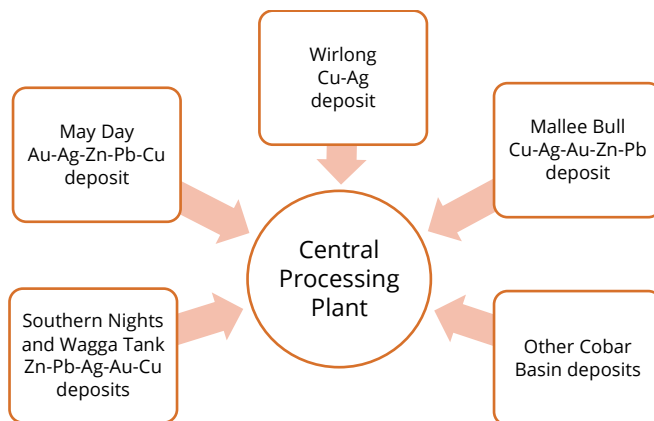 Wirlong
Cu-Ag
deposit
May Day
Au-Ag-Zn-Pb-Cu
deposit
Mallee Bull
Cu-Ag-Au-Zn-Pb
deposit
Central
Processing
Plant
Southern Nights
and Wagga Tank
Zn-Pb-Ag-Au-Cu
deposits
Other Cobar
Basin deposits